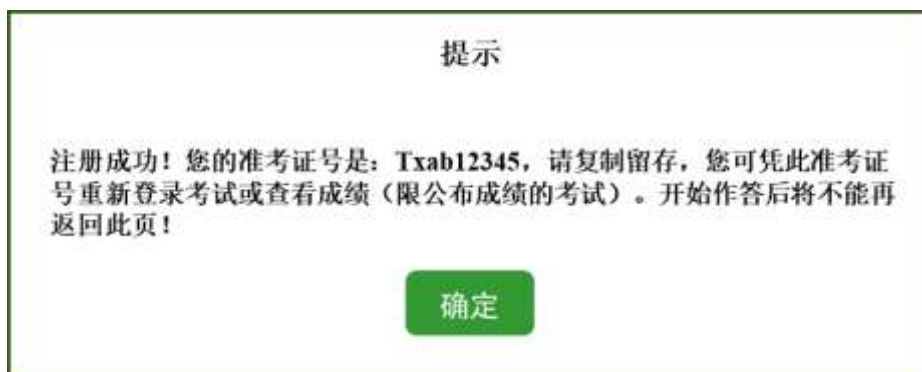 提示
注册成功！您的准考证号是：Txab12345，请复制留存，您可凭此准考证
号重新登录考试或查看成绩（限公布成绩的考试）。开始作答后将不能再
返回此页！
确定